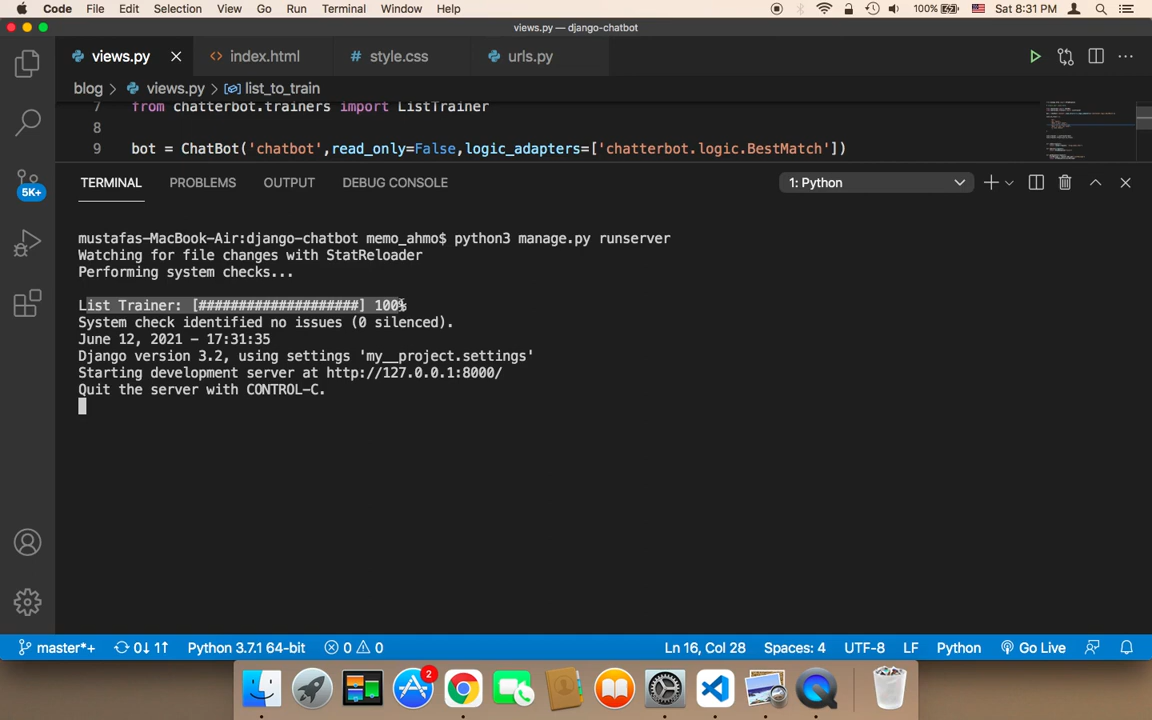 Code File Edit Selection View Go Run Terminal Window Help 100% Sat 8:31 PM
views.py — django-chatbot
views.py index.html # style.css urls.py
blog > views.py > list_to_train
7 from chatterbot.trainers import ListTrainer
8
9 bot = ChatBot('chatbot',read_only=False,logic_adapters=['chatterbot.logic.BestMatch'])
TERMINAL PROBLEMS OUTPUT DEBUG CONSOLE 1: Python
5K+
mustafas-MacBook-Air:django-chatbot memo_ahmo$ python3 manage.py runserver
Watching for file changes with StatReloader
Performing system checks...
List Trainer: [####################] 100%
System check identified no issues (0 silenced).
June 12, 2021 - 17:31:35
Django version 3.2, using settings 'my__project.settings'
Starting development server at http://127.0.0.1:8000/
Quit the server with CONTROL-C.
master*+ 0↓ 1↑ Python 3.7.1 64-bit 0 0 Ln 16, Col 28 Spaces: 4 UTF-8 LF Python Go Live
2